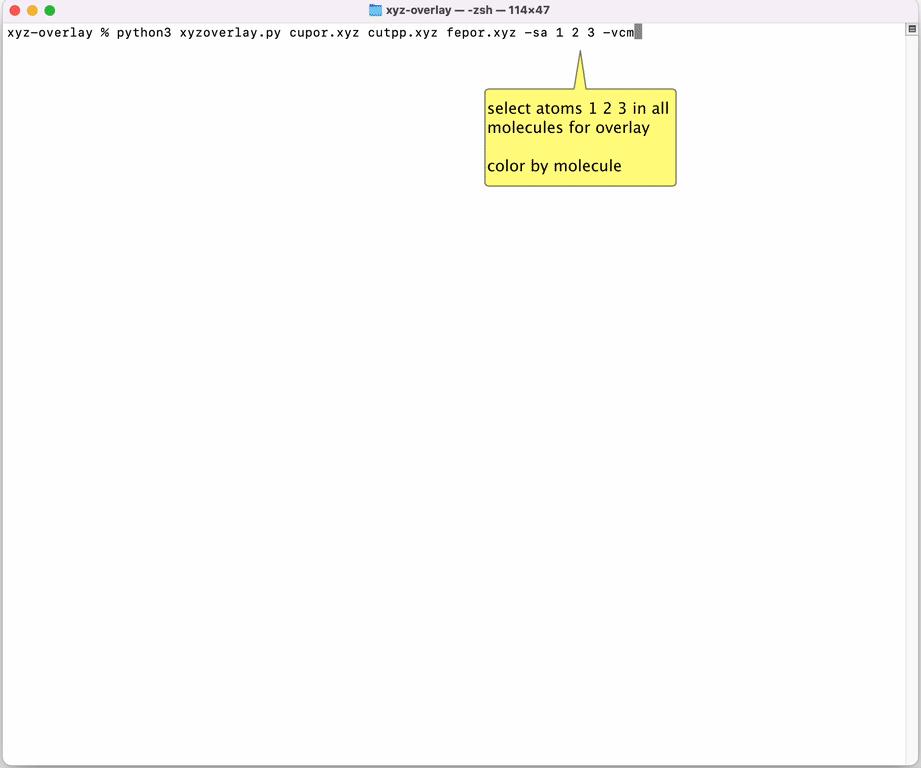 xyz-overlay — -zsh — 114×47
xyz-overlay % python3 xyzoverlay.py cupor.xyz cutpp.xyz fepor.xyz -sa 1 2 3 -vcm
select atoms 1 2 3 in all
molecules for overlay
color by molecule